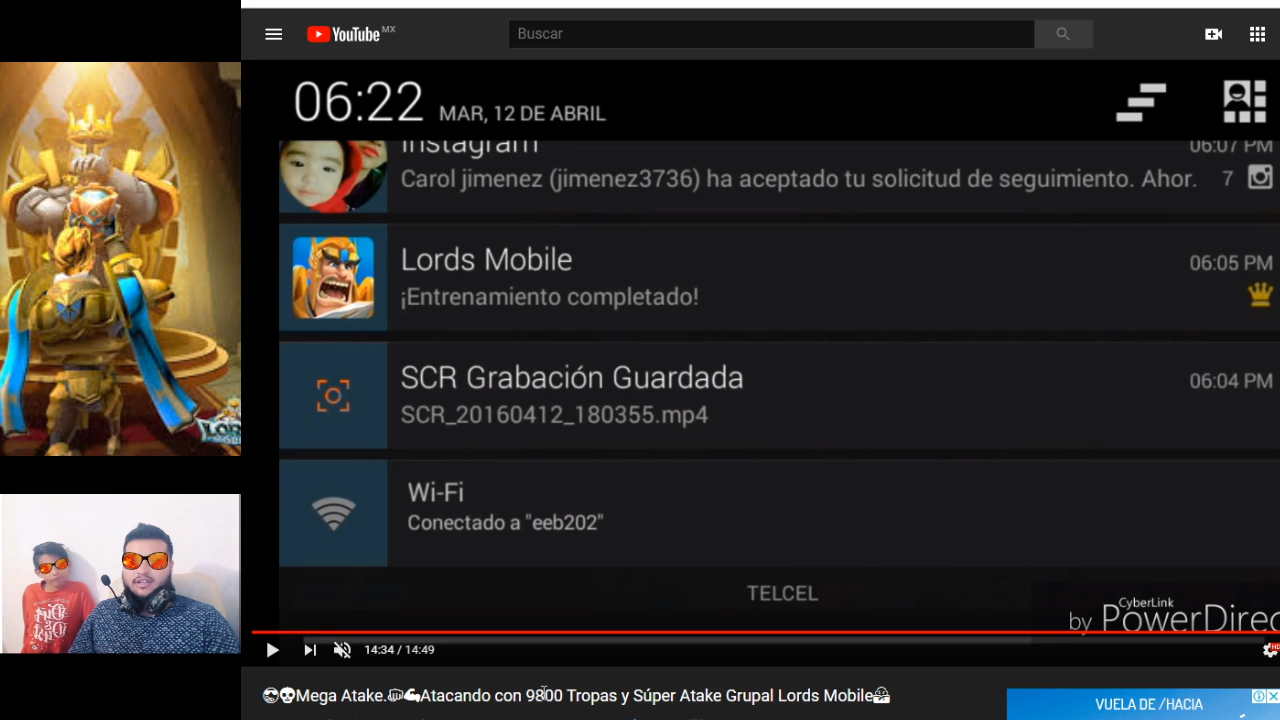 YouTube MX
Buscar
06:22 MAR, 12 DE ABRIL
Instagram 06:07 PM
Carol jimenez (jimenez3736) ha aceptado tu solicitud de seguimiento. Ahor. 7
Lords Mobile 06:05 PM
¡Entrenamiento completado!
SCR Grabación Guardada 06:04 PM
SCR_20160412_180355.mp4
Wi-Fi
Conectado a "eeb202"
TELCEL
CyberLink
by PowerDirec
14:34 / 14:49
HD
😎💀Mega Atake.👊💪Atacando con 9800 Tropas y Súper Atake Grupal Lords Mobile
VUELA DE /HACIA